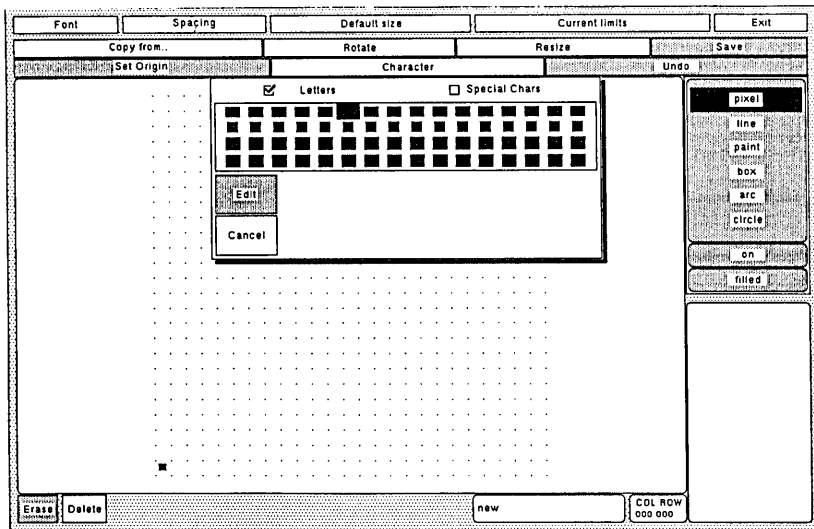 Font Spacing Default size Current limits Exit
Copy from.. Rotate Resize Save
Set Origin Character Undo
Letters Special Chars
pixel
line
paint
box
arc
circle
on
filled
Edit
Cancel
Erase Delete new COL ROW
000 000